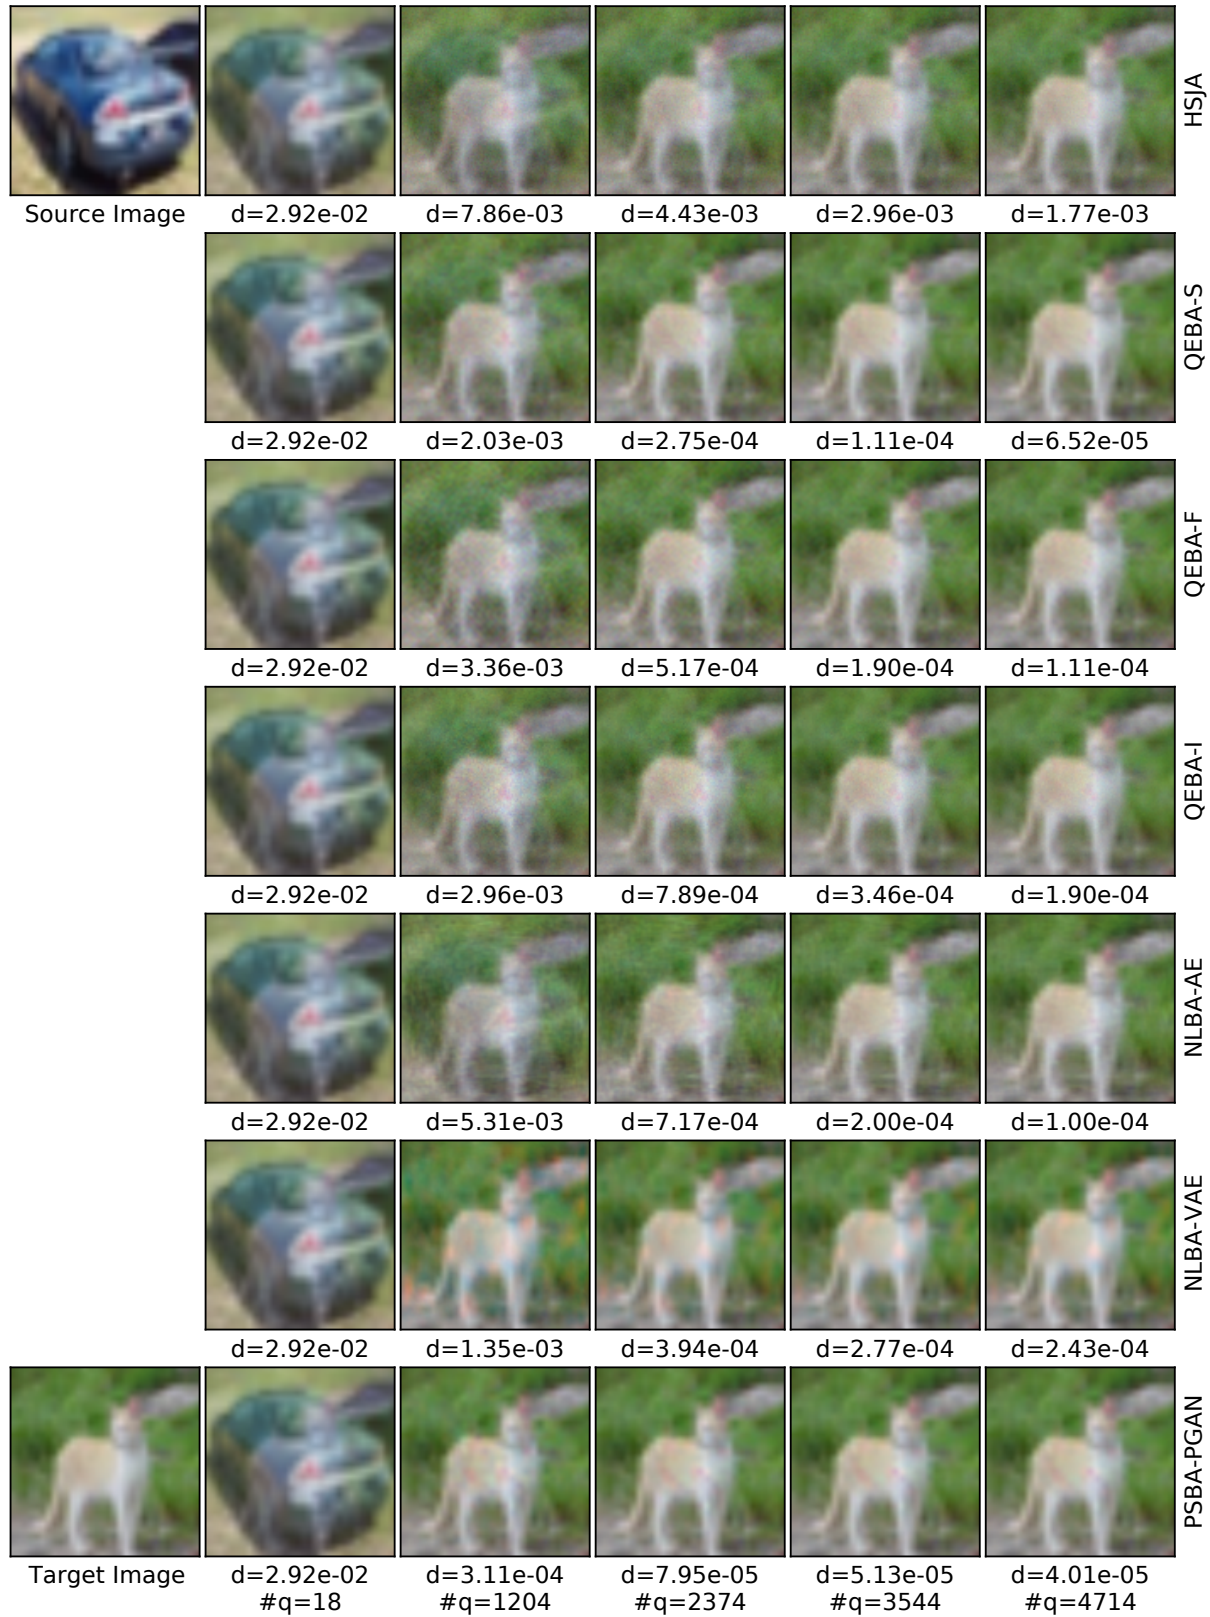 HSJA
Source Image d=2.92e-02 d=7.86e-03 d=4.43e-03 d=2.96e-03 d=1.77e-03
QEBA-S
d=2.92e-02 d=2.03e-03 d=2.75e-04 d=1.11e-04 d=6.52e-05
QEBA-F
d=2.92e-02 d=3.36e-03 d=5.17e-04 d=1.90e-04 d=1.11e-04
QEBA-I
d=2.92e-02 d=2.96e-03 d=7.89e-04 d=3.46e-04 d=1.90e-04
NLBA-AE
d=2.92e-02 d=5.31e-03 d=7.17e-04 d=2.00e-04 d=1.00e-04
NLBA-VAE
d=2.92e-02 d=1.35e-03 d=3.94e-04 d=2.77e-04 d=2.43e-04
PSBA-PGAN
Target Image d=2.92e-02 d=3.11e-04 d=7.95e-05 d=5.13e-05 d=4.01e-05
#q=18 #q=1204 #q=2374 #q=3544 #q=4714